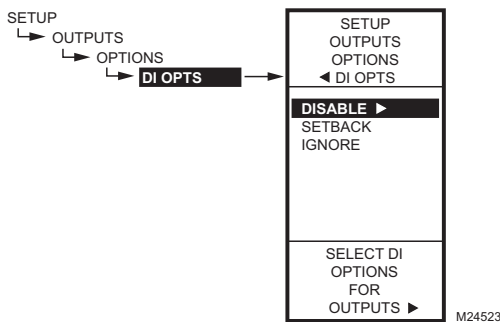 SETUP
OUTPUTS
OPTIONS
DI OPTS
SETUP
OUTPUTS
OPTIONS
◀ DI OPTS
DISABLE ▶
SETBACK
IGNORE
SELECT DI
OPTIONS
FOR
OUTPUTS ▶
M24523